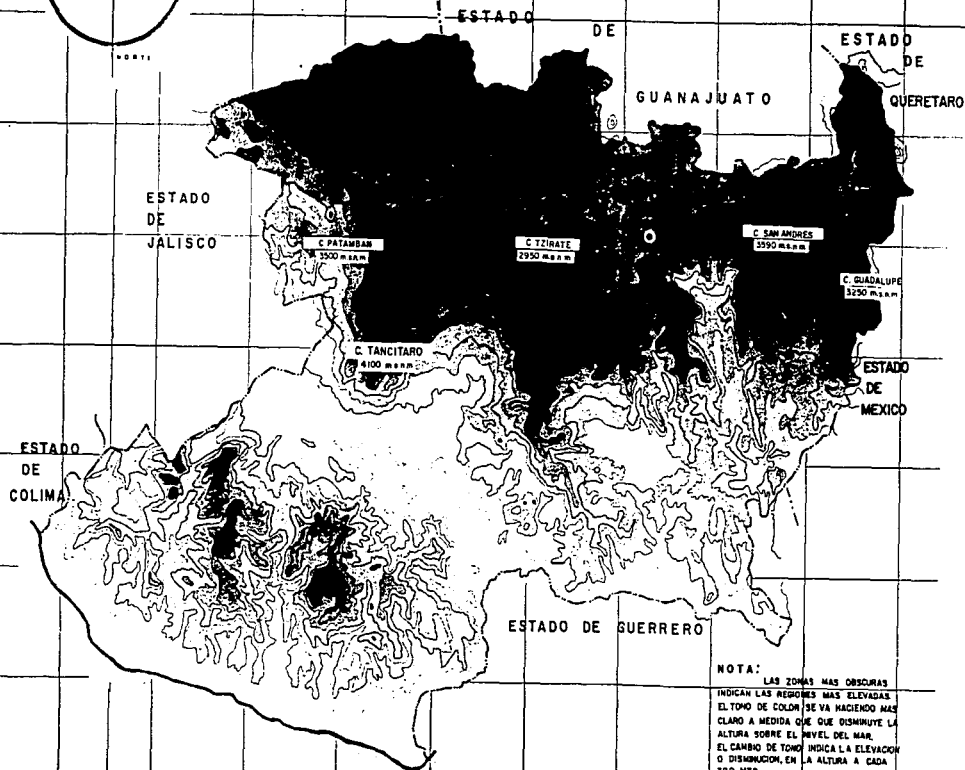 NORTE
ESTADO
DE
GUANAJUATO
ESTADO
DE
QUERETARO
ESTADO
DE
JALISCO
C PATAMBAN
3500 m s n m
C TZIRATE
2950 m s n m
C SAN ANDRES
3590 m s.n.m
C. GUADALUPE
3250 m.s.n.m
C. TANCITARO
4100 m s n m
ESTADO
DE
MEXICO
ESTADO
DE
COLIMA
ESTADO DE GUERRERO
NOTA:
LAS ZONAS MAS OBSCURAS
INDICAN LAS REGIONES MAS ELEVADAS
EL TONO DE COLOR SE VA HACIENDO MAS
CLARO A MEDIDA QUE QUE DISMINUYE LA
ALTURA SOBRE EL NIVEL DEL MAR.
EL CAMBIO DE TONO INDICA LA ELEVACION
O DISMINUCION, EN LA ALTURA A CADA